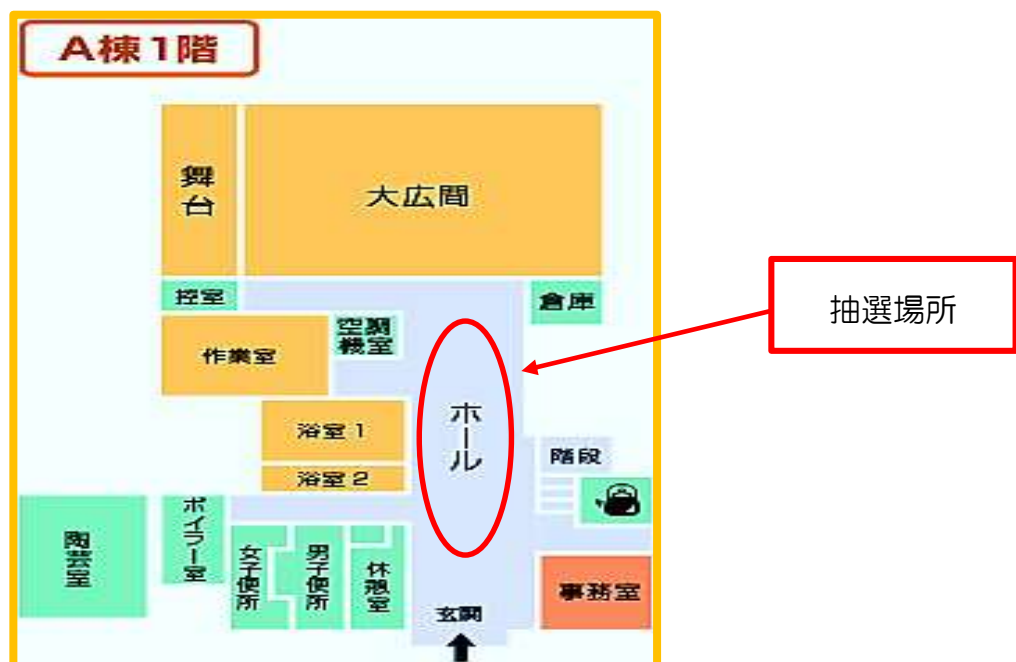 A棟1階
舞台
大広間
控室
倉庫
空調
機室
作業室
抽選場所
ホール
浴室1
浴室2
階段
ボイラー室
陶芸室
女子便所
男子便所
休憩室
事務室
玄関